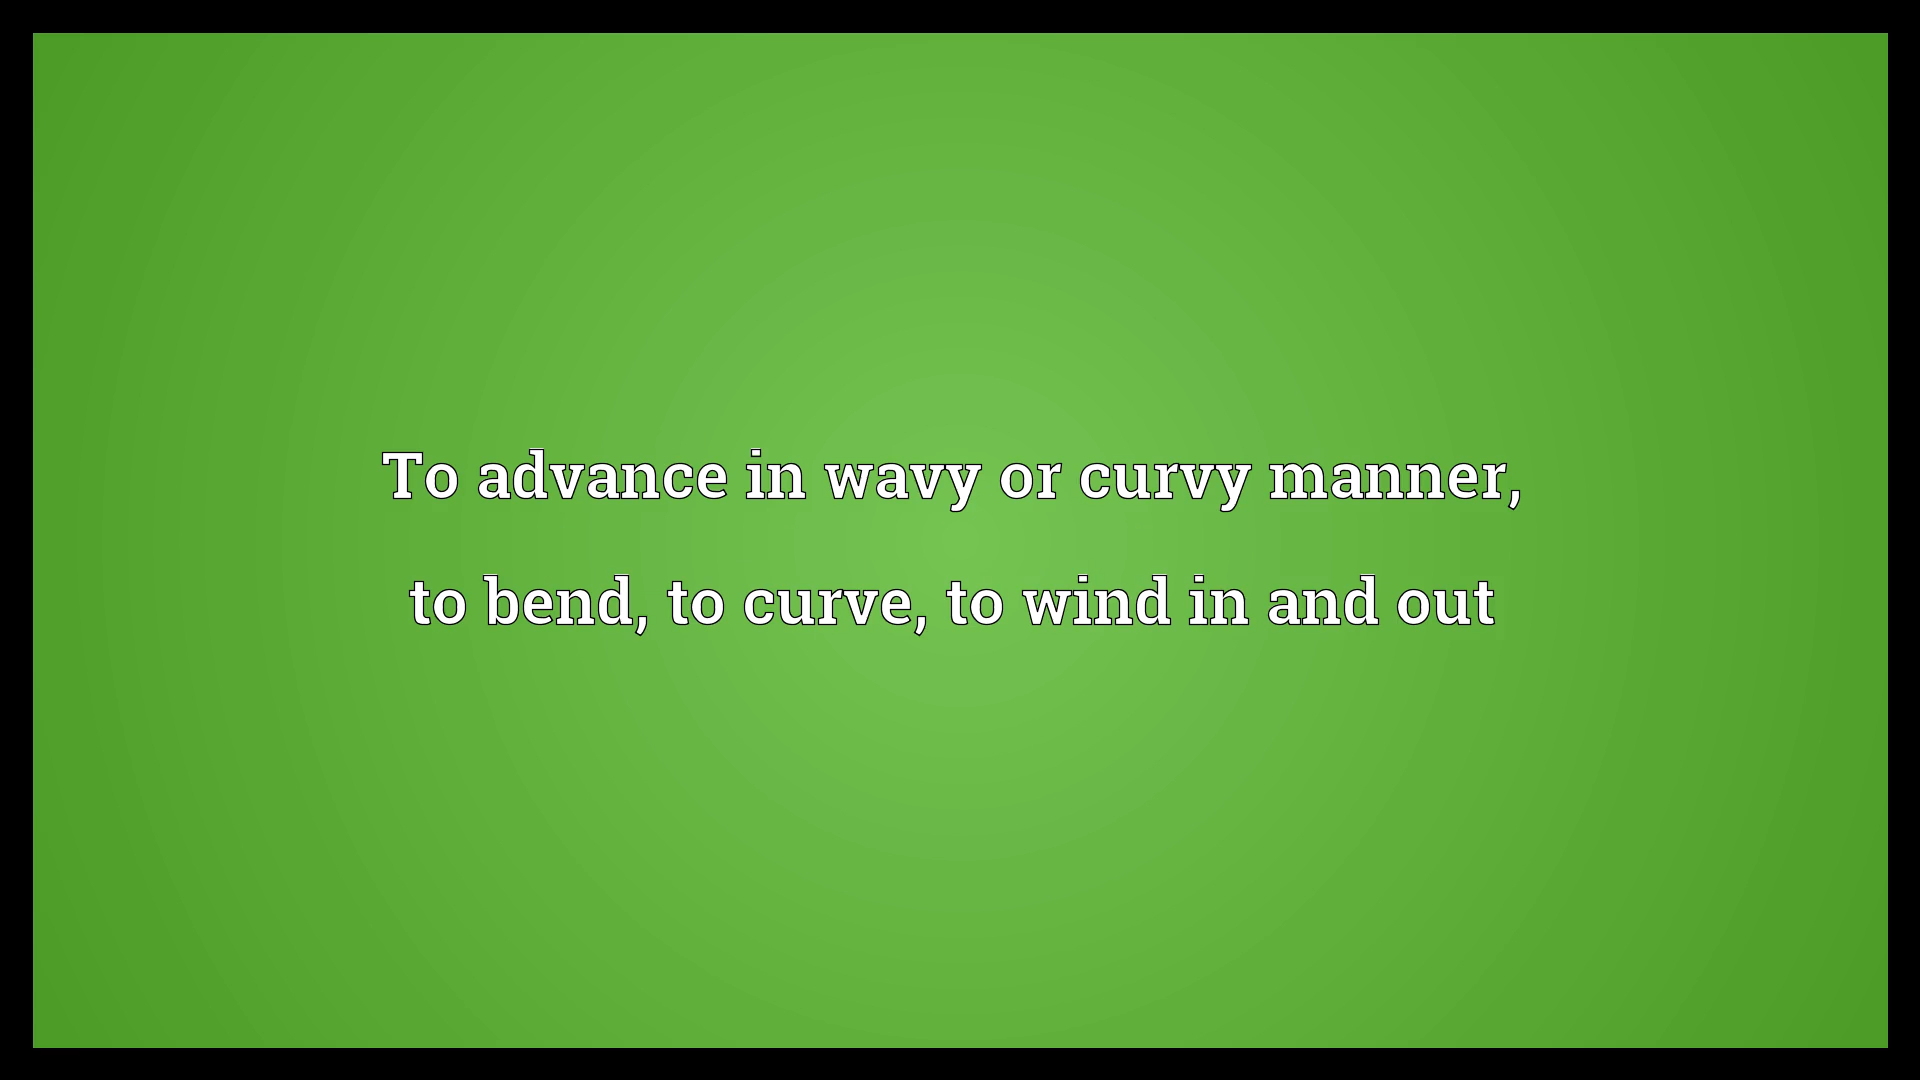 To advance in wavy or curvy manner,
to bend, to curve, to wind in and out